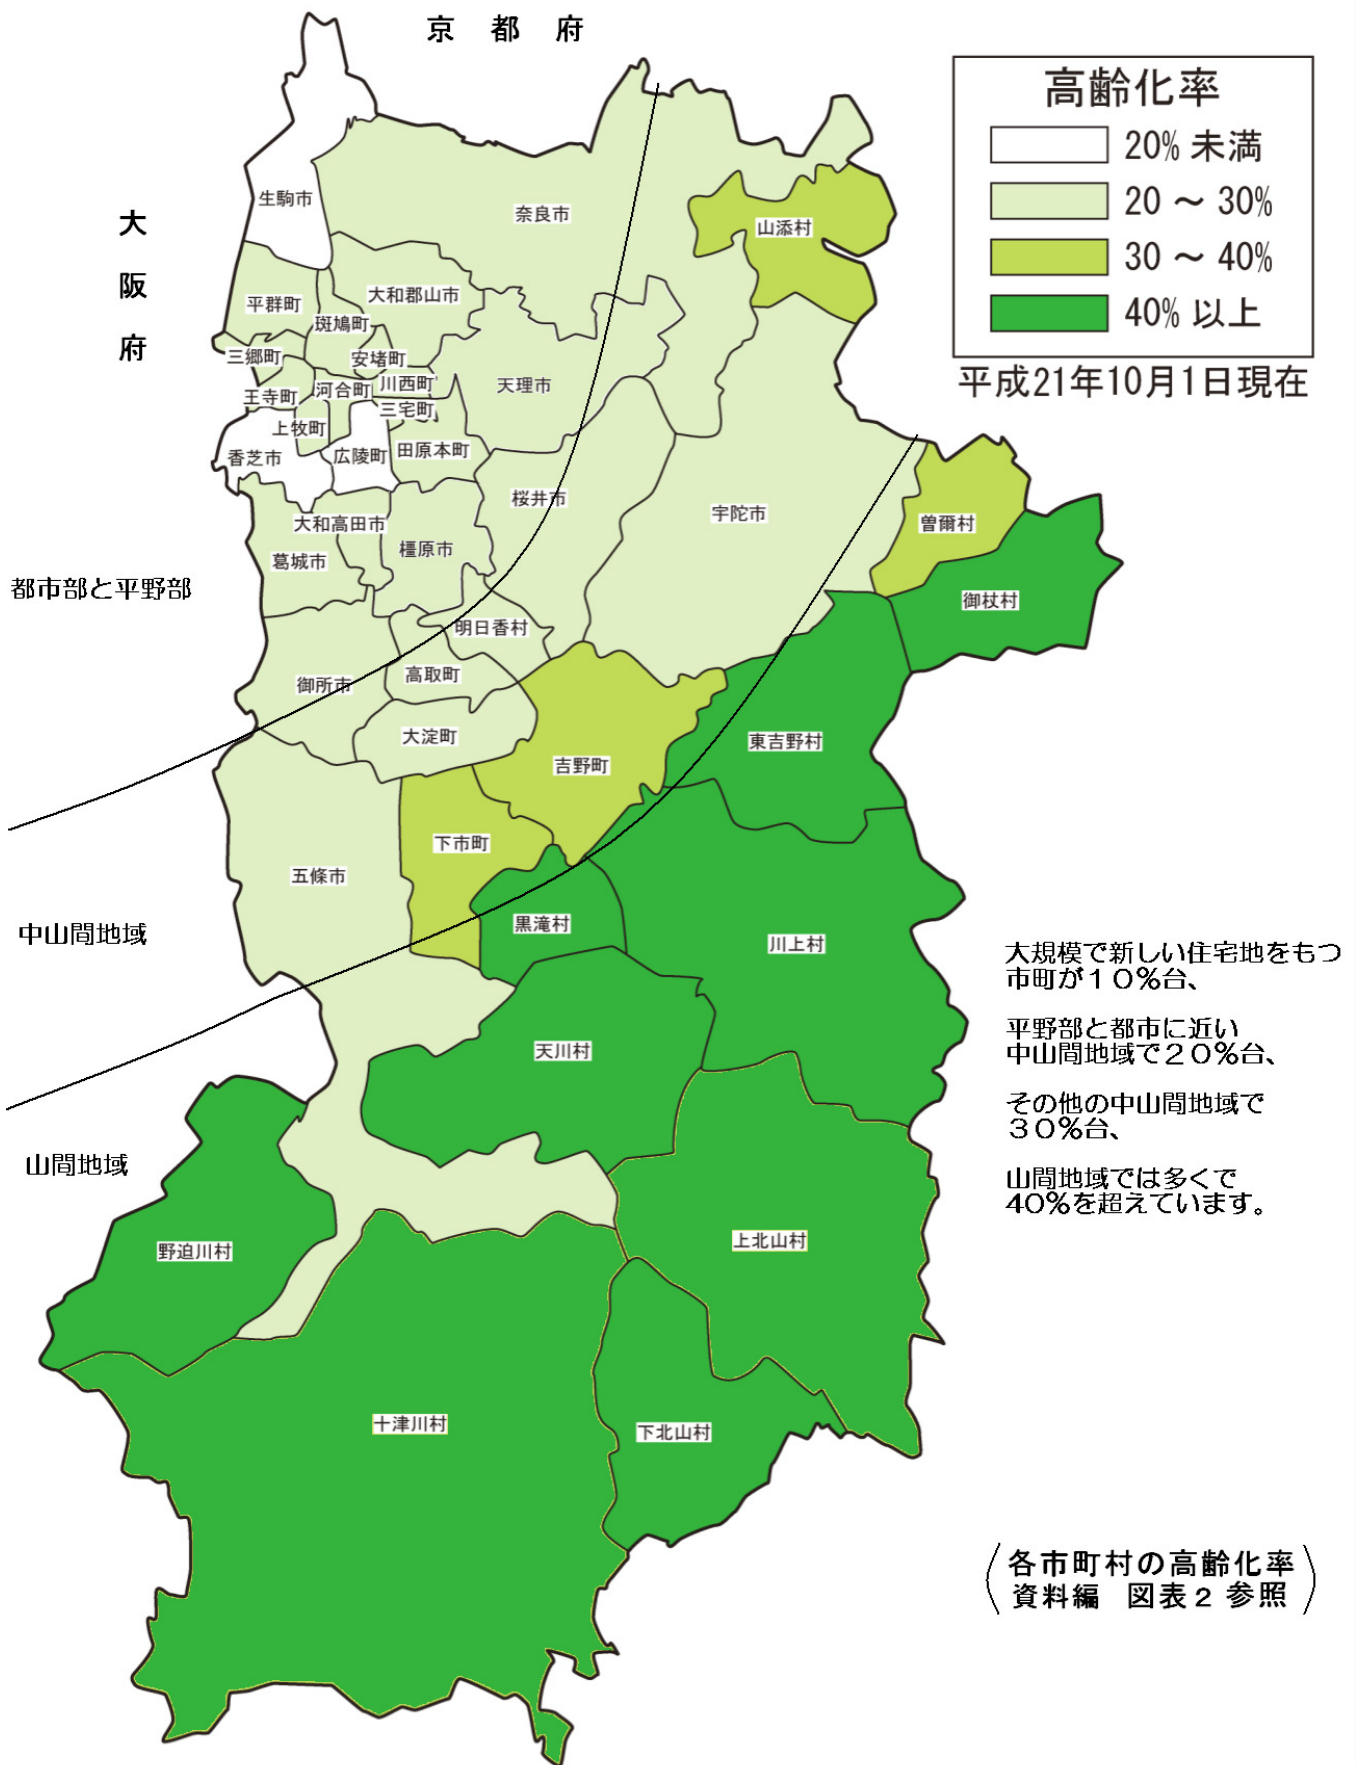 京都府
高齢化率
20% 未満
20 ～ 30%
30 ～ 40%
40% 以上
平成21年10月1日現在
大阪府
生駒市
奈良市
山添村
平群町
大和郡山市
斑鳩町
三郷町
安堵町
川西町
天理市
王寺町
河合町
三宅町
上牧町
香芝市
広陵町
田原本町
桜井市
宇陀市
曽爾村
大和高田市
橿原市
葛城市
都市部と平野部
御杖村
明日香村
高取町
御所市
大淀町
東吉野村
吉野町
下市町
五條市
黒滝村
中山間地域
川上村
大規模で新しい住宅地をもつ
市町が１０％台、
平野部と都市に近い
中山間地域で２０％台、
その他の中山間地域で
３０％台、
山間地域では多くで
40％を超えています。
天川村
山間地域
野迫川村
上北山村
十津川村
下北山村
（各市町村の高齢化率
資料編　図表２ 参照）